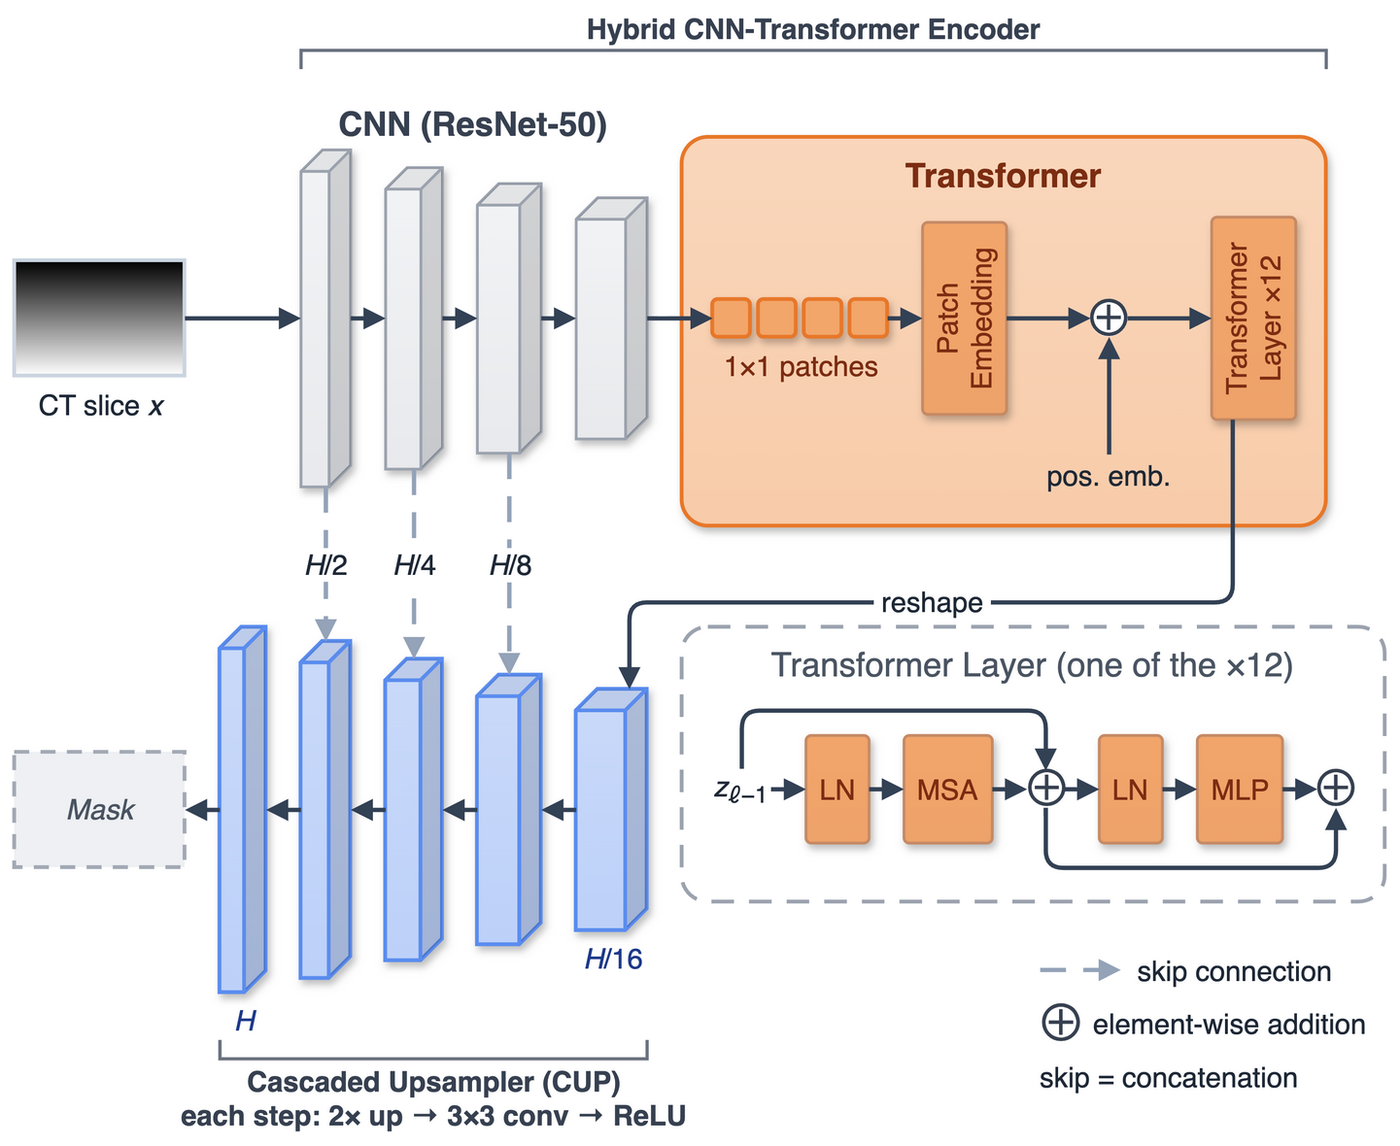 Hybrid CNN-Transformer Encoder
CNN (ResNet-50)
Transformer
Patch
Embedding
Transformer
Layer ×12
1×1 patches
CT slice x
pos. emb.
H/2
H/4
H/8
reshape
Transformer Layer (one of the ×12)
zℓ−1
LN
MSA
LN
MLP
Mask
H/16
H
skip connection
element-wise addition
skip = concatenation
Cascaded Upsampler (CUP)
each step: 2× up → 3×3 conv → ReLU